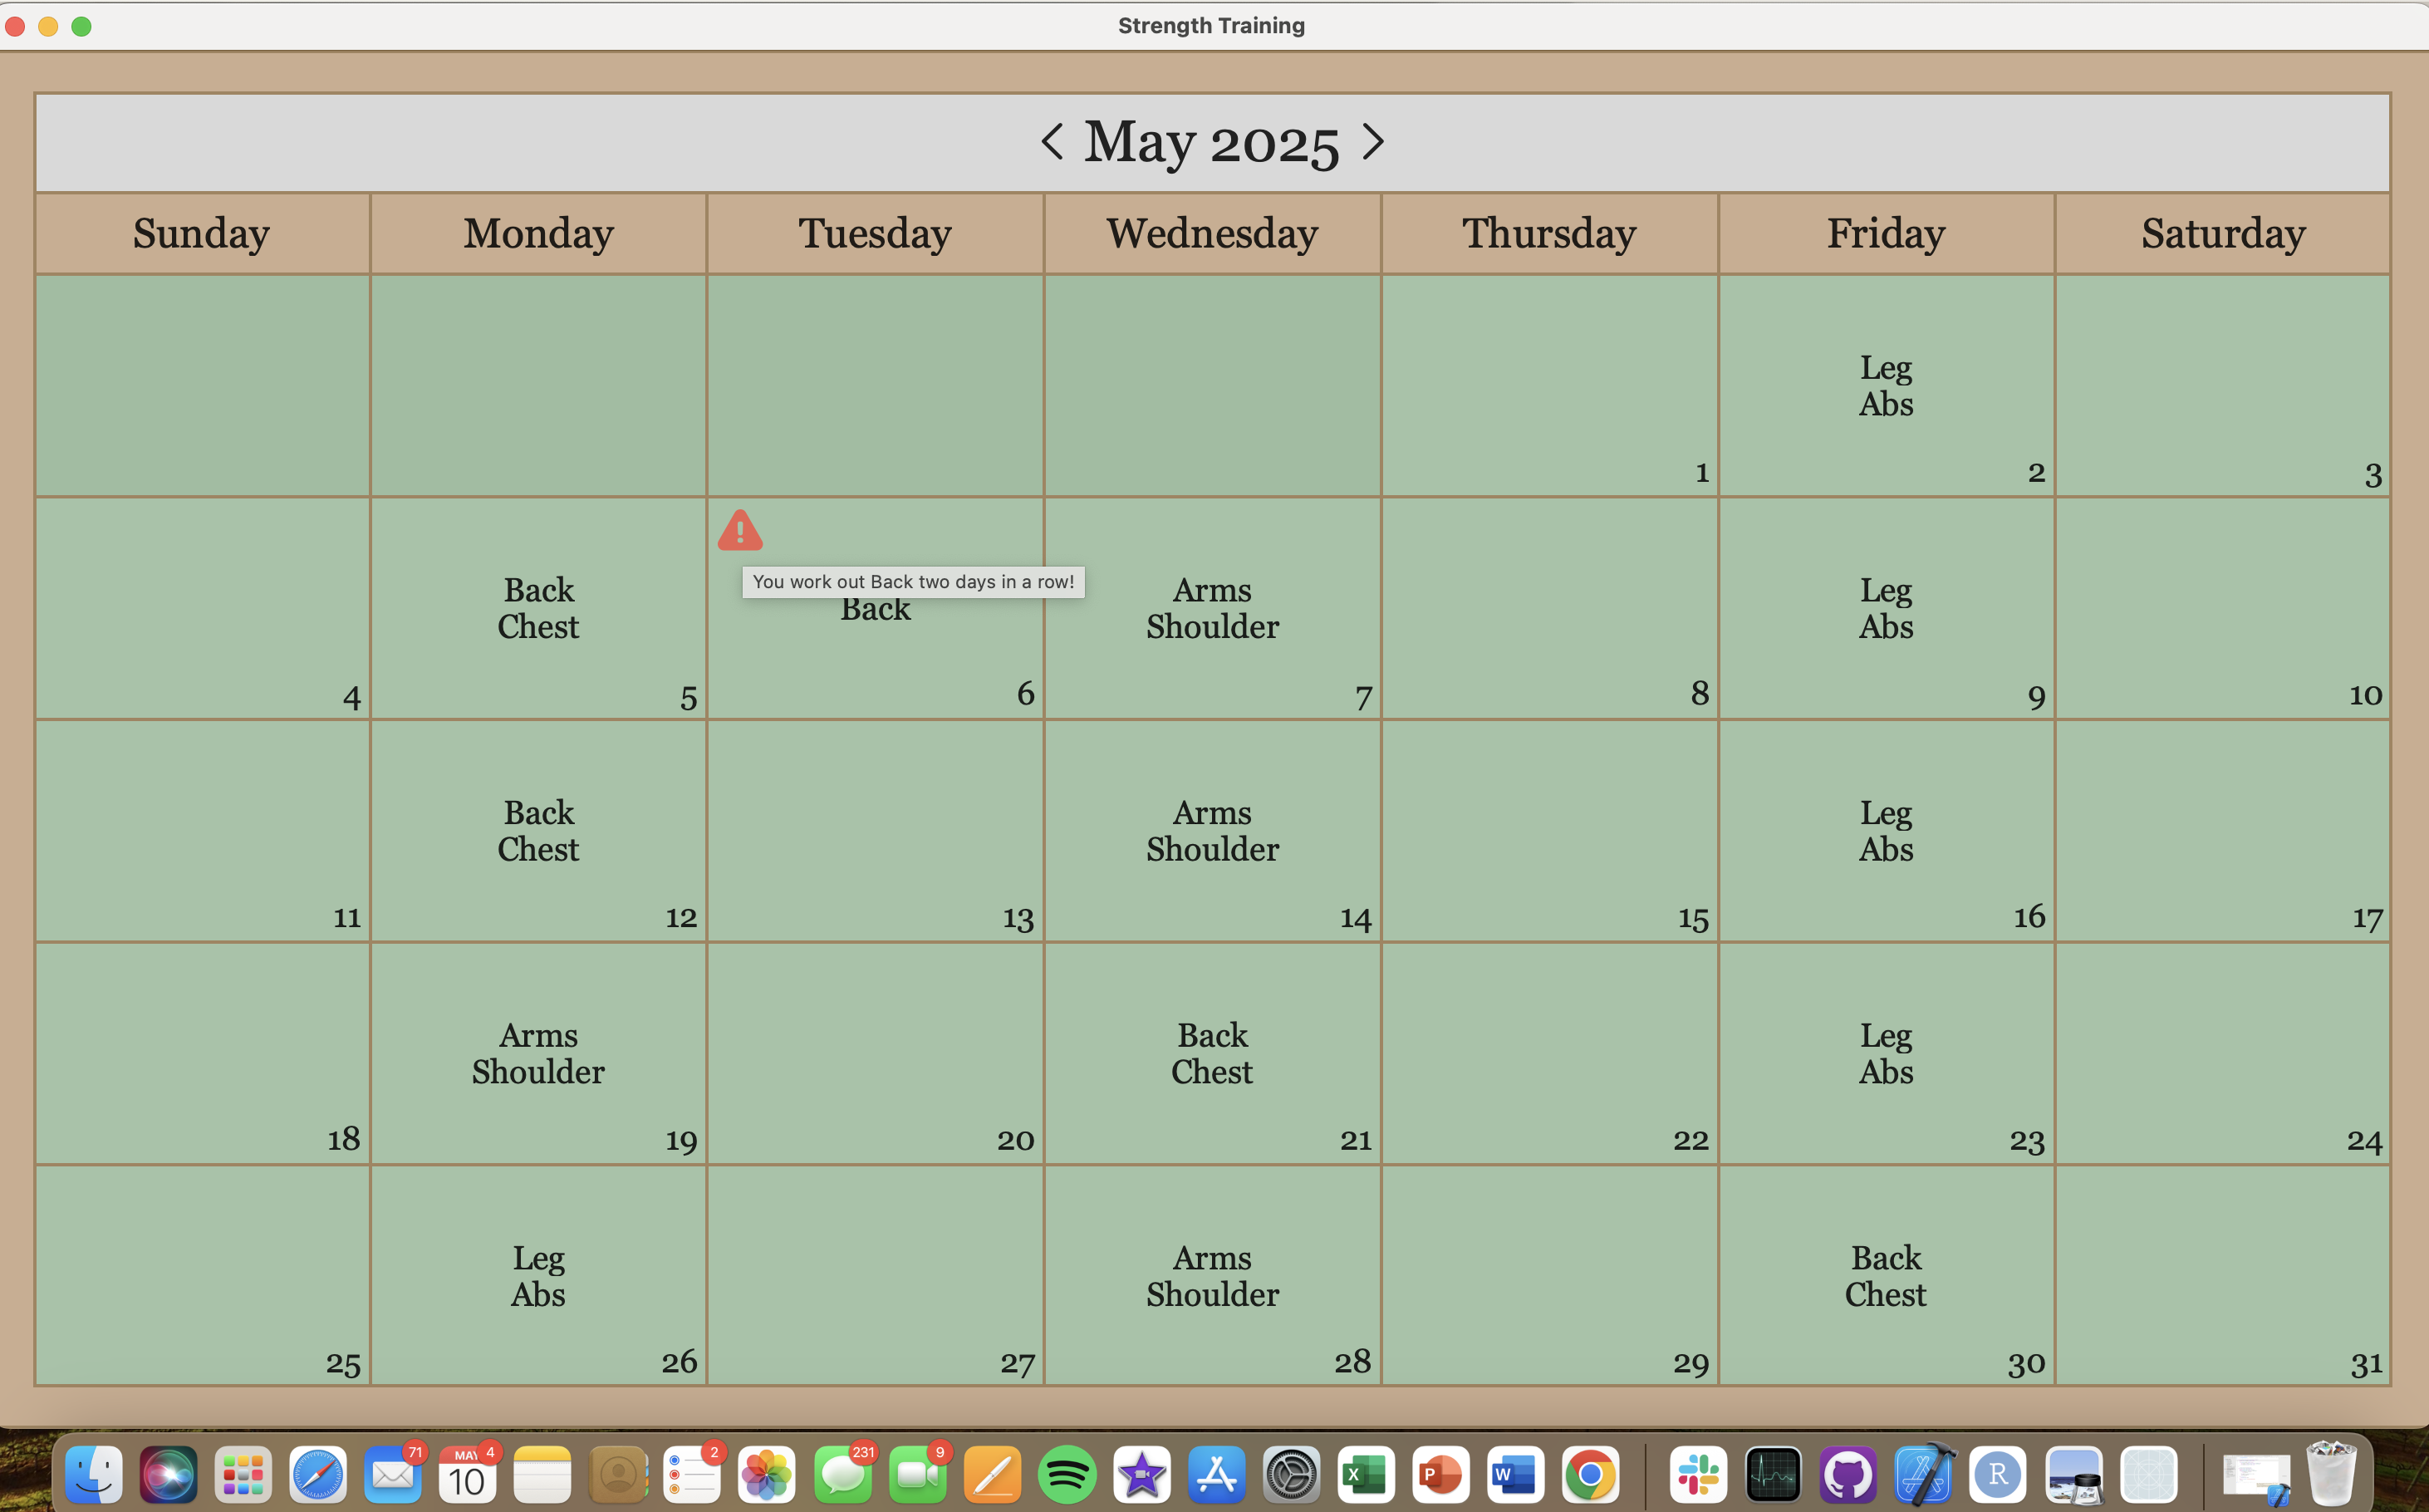 Strength Training
< May 2025 >
Sunday Monday Tuesday Wednesday Thursday Friday Saturday
Leg
Abs
1 2 3
You work out Back two days in a row!
Back Arms Leg
Chest Back Shoulder Abs
4 5 6 7 8 9 10
Back Arms Leg
Chest Shoulder Abs
11 12 13 14 15 16 17
Arms Back Leg
Shoulder Chest Abs
18 19 20 21 22 23 24
Leg Arms Back
Abs Shoulder Chest
25 26 27 28 29 30 31
71 MAY 4 2 231 9
10 X P W R